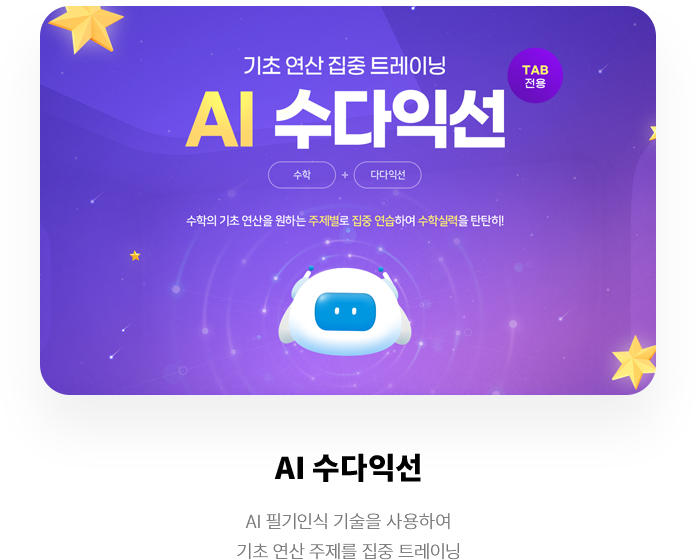 기초 연산 집중 트레이닝
TAB
전용
AI 수다익선
수학 + 다다익선
수학의 기초 연산을 원하는 주제별로 집중 연습하여 수학실력을 탄탄히!
AI 수다익선
AI 필기인식 기술을 사용하여
기초 연산 주제를 집중 트레이닝